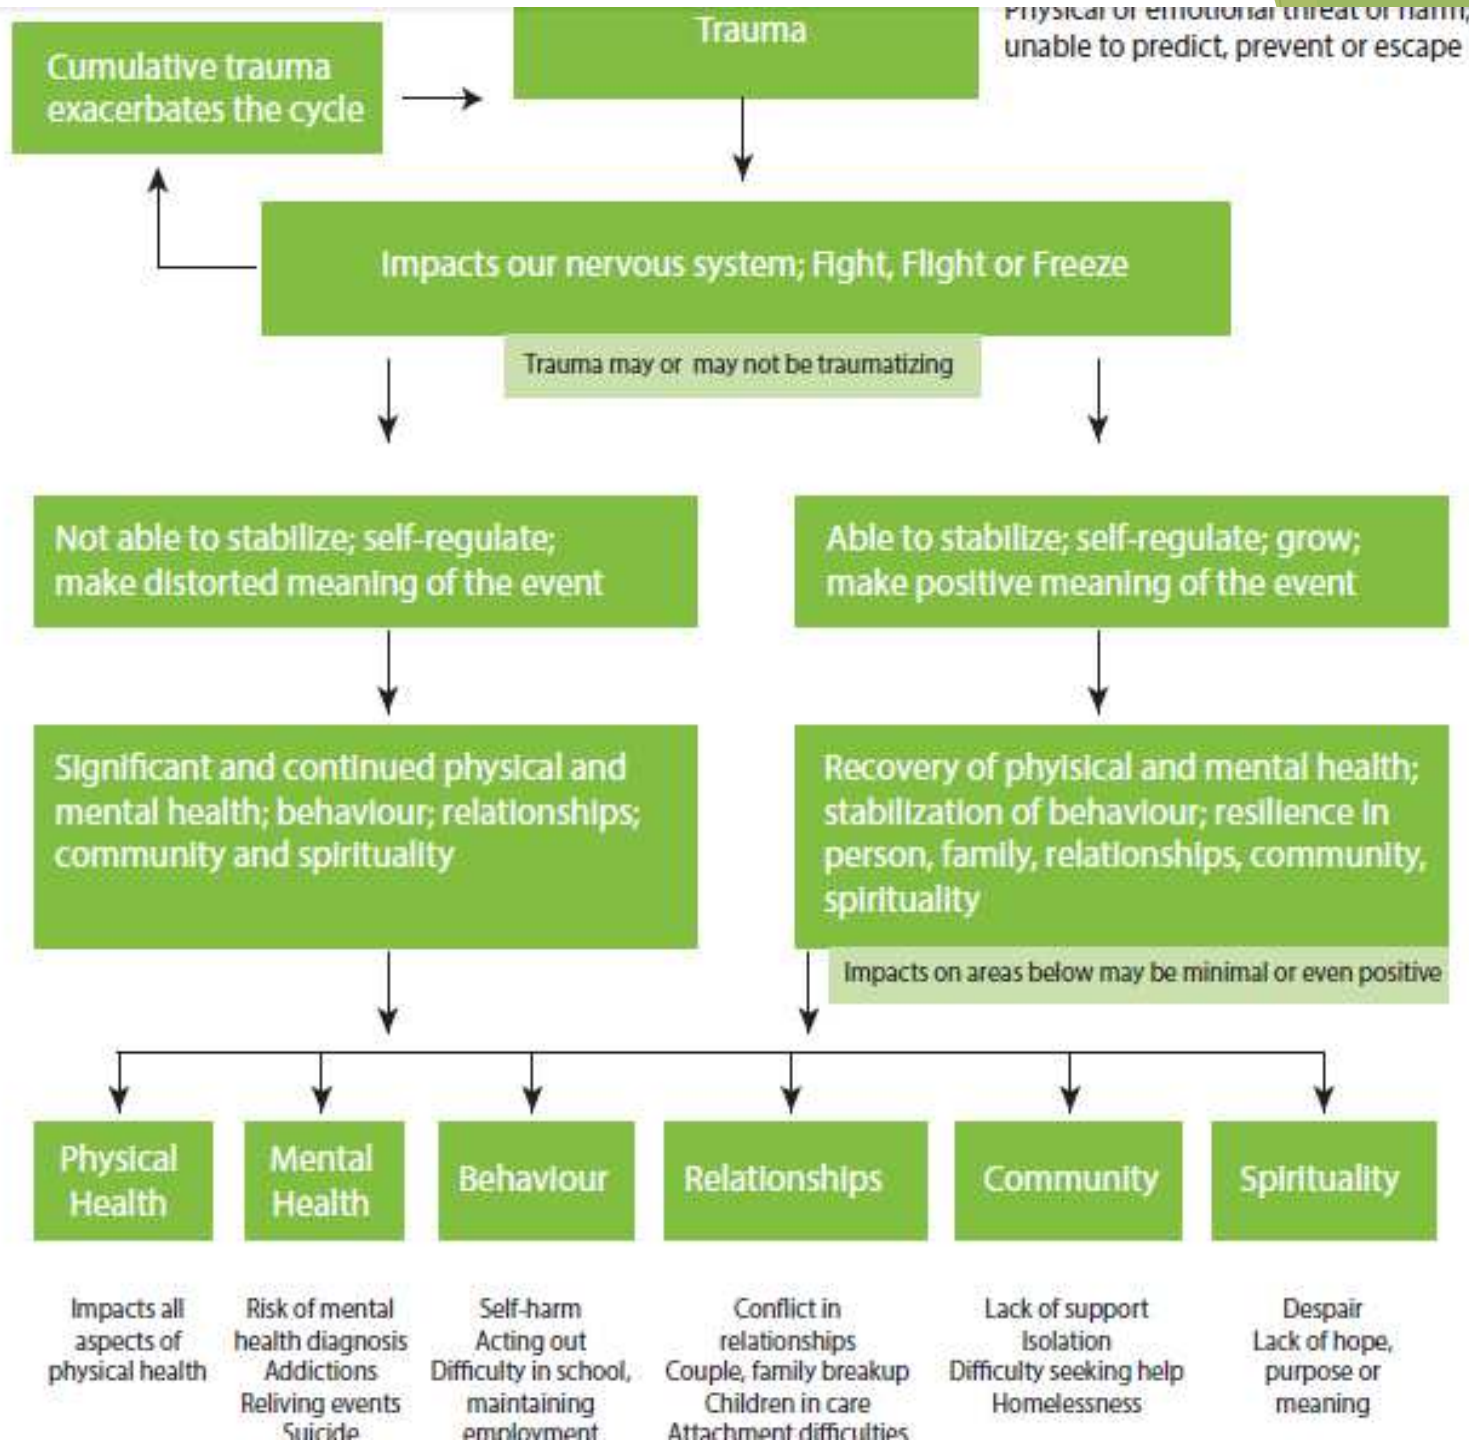 Trauma
Physical or emotional threat or harm,
unable to predict, prevent or escape
Cumulative trauma
exacerbates the cycle
Impacts our nervous system; Fight, Flight or Freeze
Trauma may or may not be traumatizing
Not able to stabilize; self-regulate;
make distorted meaning of the event
Able to stabilize; self-regulate; grow;
make positive meaning of the event
Significant and continued physical and
mental health; behaviour; relationships;
community and spirituality
Recovery of phyisical and mental health;
stabilization of behaviour; resilience in
person, family, relationships, community,
spirituality
Impacts on areas below may be minimal or even positive
Physical
Health
Mental
Health
Behaviour
Relationships
Community
Spirituality
Impacts all
aspects of
physical health
Risk of mental
health diagnosis
Addictions
Reliving events
Suicide
Self-harm
Acting out
Difficulty in school,
maintaining
employment
Conflict in
relationships
Couple, family breakup
Children in care
Attachment difficulties
Lack of support
Isolation
Difficulty seeking help
Homelessness
Despair
Lack of hope,
purpose or
meaning